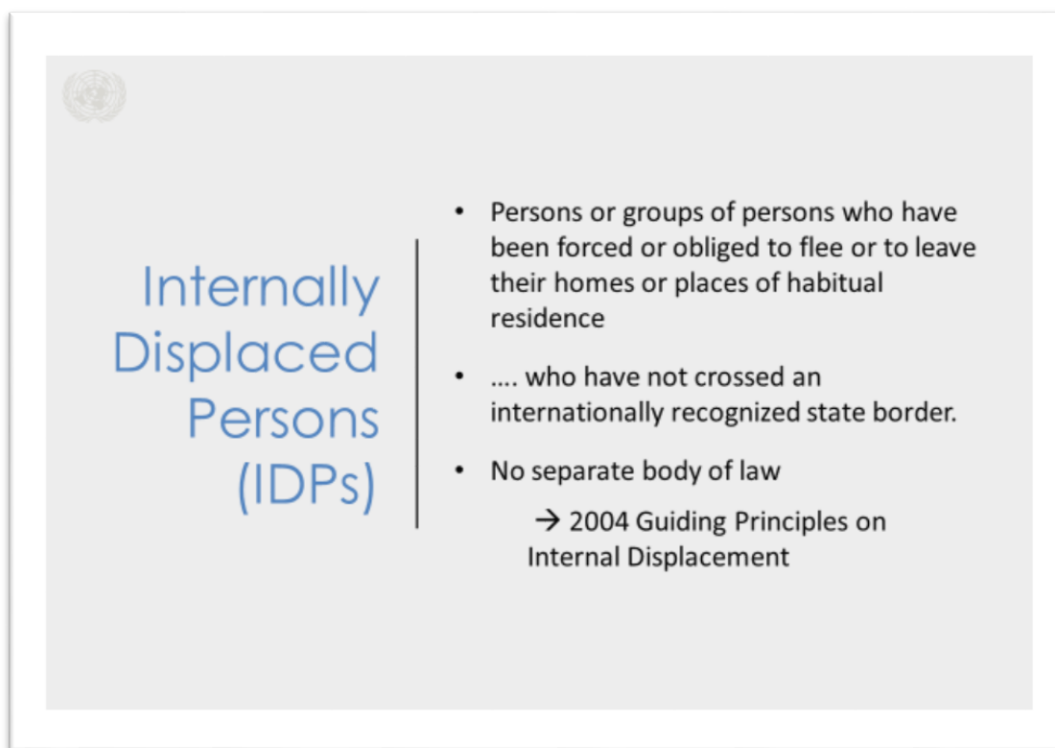 Internally
Displaced
Persons
(IDPs)
• Persons or groups of persons who have
been forced or obliged to flee or to leave
their homes or places of habitual
residence
• .... who have not crossed an
internationally recognized state border.
• No separate body of law
→ 2004 Guiding Principles on
Internal Displacement